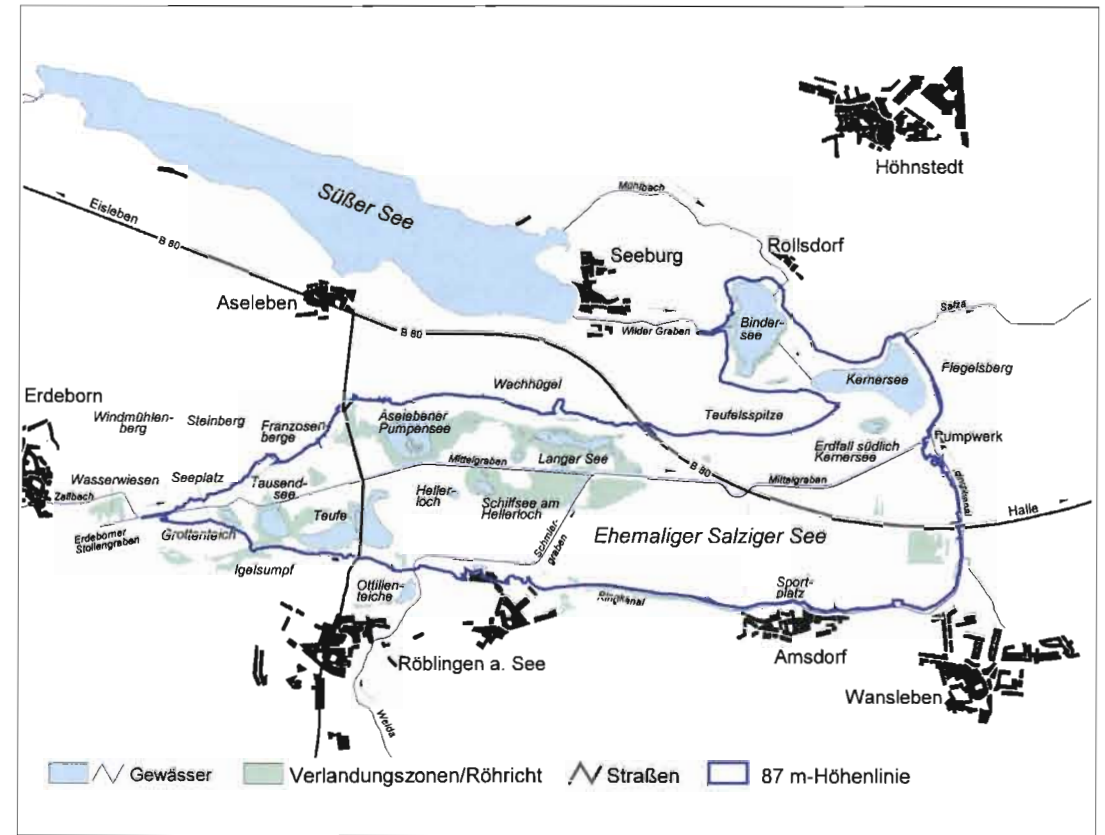 Höhnstedt
Süßer See
Mühlbach
Eisleben
B 80
Seeburg
Rollsdorf
Aseleben
Salza
Wilder Graben
Binder-
see
B 80
Flegelsberg
Kernersee
Wachhügel
Erdeborn
Windmühlen-
berg
Steinberg
Franzosen
berge
Aselebener
Pumpensee
Teufelsspitze
Pumpwerk
Erdfall südlich
Kernersee
Langer See
Mittelgraben
B 80
Mittelgraben
Ringkanal
Wasserwiesen
Seeplatz
Tausend-
see
Heller-
loch
Schilfsee am
Hellerloch
Zellbach
Teufe
Halle
Erdeborner
Stollengraben
Grottenteich
Schmier-
graben
Ehemaliger Salziger See
Igelsumpf
Ottilien-
teiche
Sport-
platz
Ringkanal
Röblingen a. See
Amsdorf
Wansleben
Weida
Gewässer
Verlandungszonen/Röhricht
Straßen
87 m-Höhenlinie